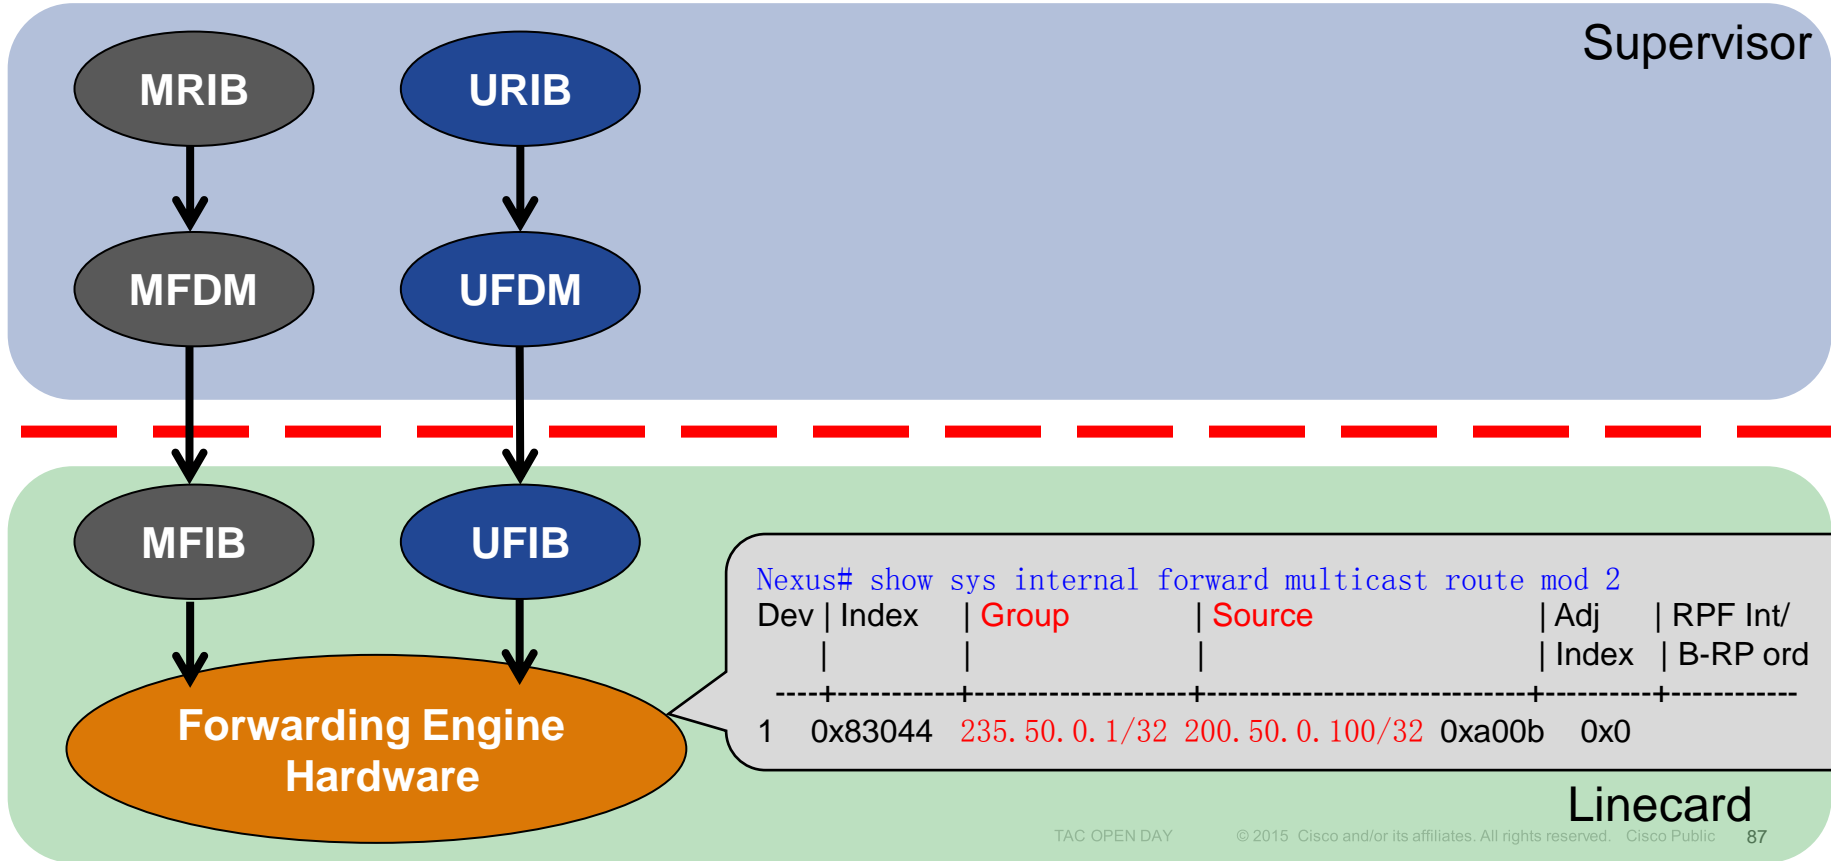 Supervisor
MRIB
URIB
MFDM
UFDM
MFIB
UFIB
Nexus# show sys internal forward multicast route mod 2
Dev | Index | Group | Source | Adj | RPF Int/
| | | | Index | B-RP ord
----+-----------+--------------------+-----------------------------+----------+-----------
1 0x83044 235.50.0.1/32 200.50.0.100/32 0xa00b 0x0
Forwarding Engine
Hardware
Linecard
TAC OPEN DAY © 2015 Cisco and/or its affiliates. All rights reserved. Cisco Public 87